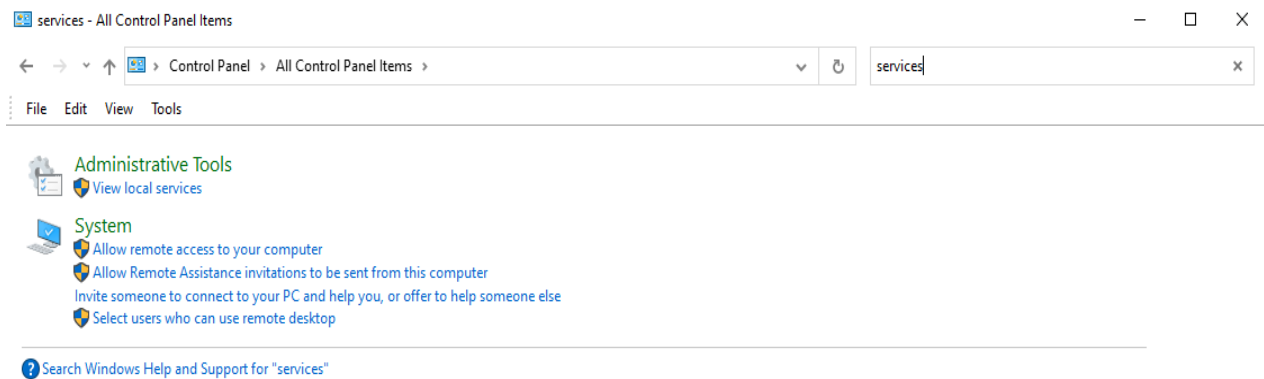 services - All Control Panel Items
Control Panel > All Control Panel Items >
services
File Edit View Tools
Administrative Tools
View local services
System
Allow remote access to your computer
Allow Remote Assistance invitations to be sent from this computer
Invite someone to connect to your PC and help you, or offer to help someone else
Select users who can use remote desktop
Search Windows Help and Support for "services"